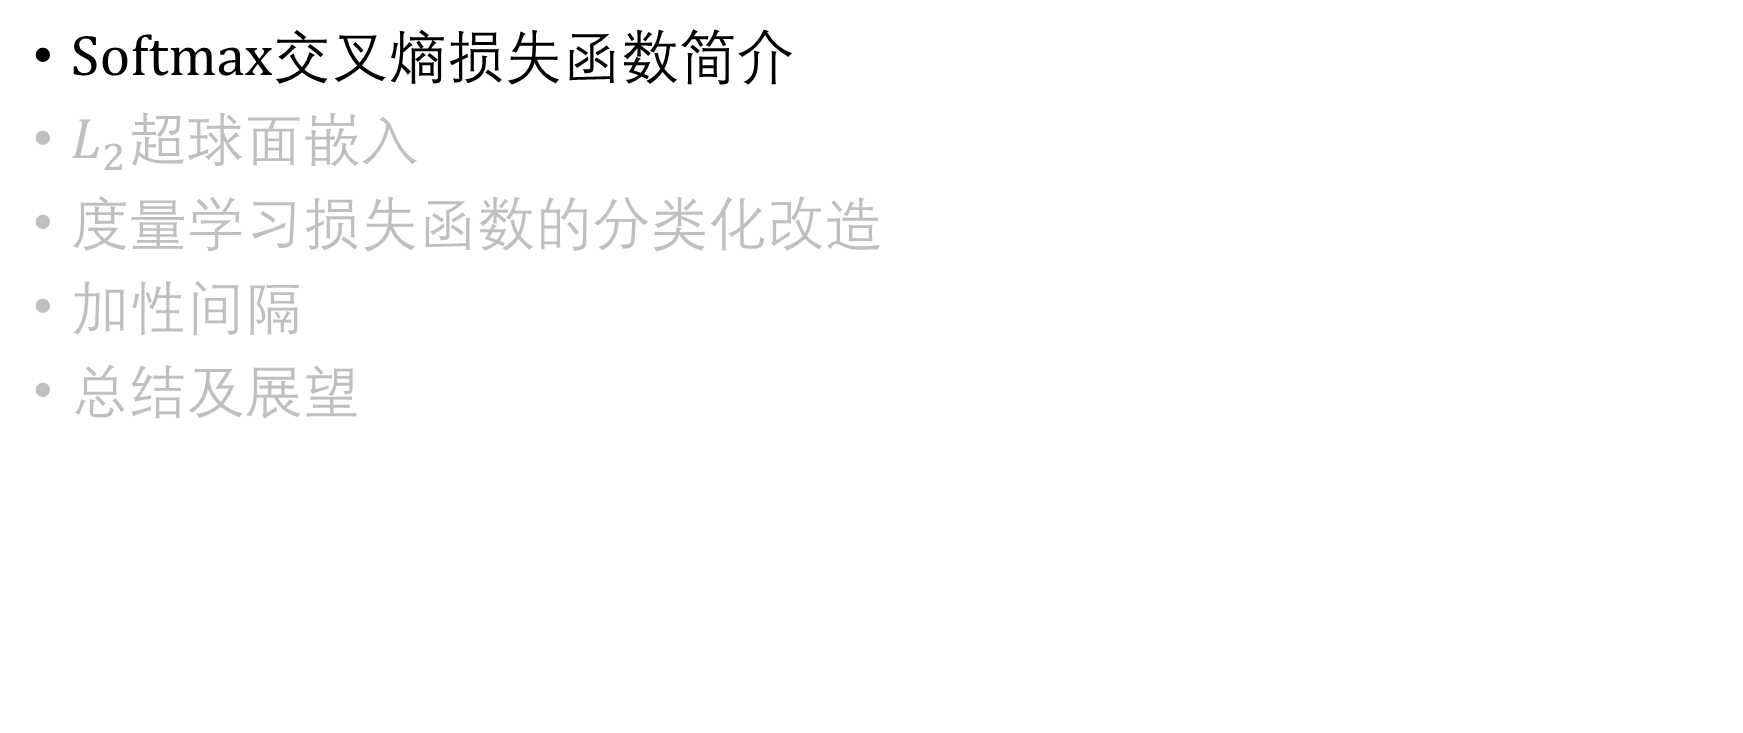 • Softmax交叉熵损失函数简介
• L₂超球面嵌入
• 度量学习损失函数的分类化改造
• 加性间隔
• 总结及展望